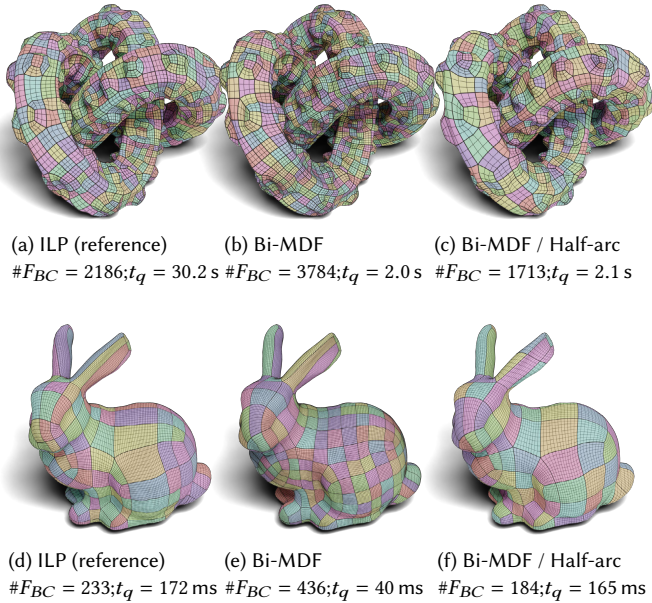 (a) ILP (reference) (b) Bi-MDF (c) Bi-MDF / Half-arc
#F_BC = 2186;t_q = 30.2 s #F_BC = 3784;t_q = 2.0 s #F_BC = 1713;t_q = 2.1 s
(d) ILP (reference) (e) Bi-MDF (f) Bi-MDF / Half-arc
#F_BC = 233;t_q = 172 ms #F_BC = 436;t_q = 40 ms #F_BC = 184;t_q = 165 ms